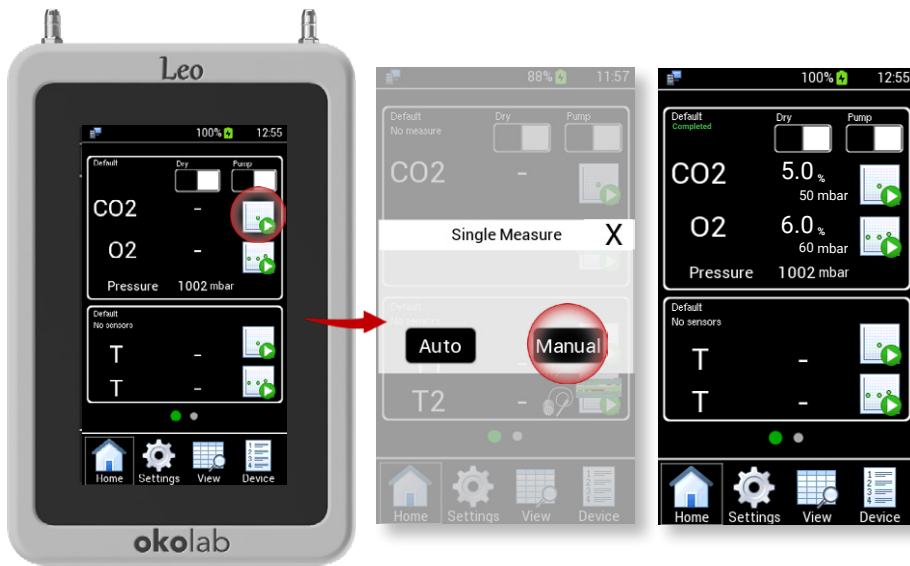 Leo
100% 12:55
Default Dry Pump
CO2 -
O2 -
Pressure 1002 mbar
Default
No sensors
T -
T -
Home Settings View Device
okolab
88% 11:57
Default Dry Pump
No measure
CO2 -
Single Measure X
Default
No sensors
Auto Manual
T2 -
Home Settings View Device
100% 12:55
Default Dry Pump
Completed
CO2 5.0 %
50 mbar
O2 6.0 %
60 mbar
Pressure 1002 mbar
Default
No sensors
T -
T -
Home Settings View Device